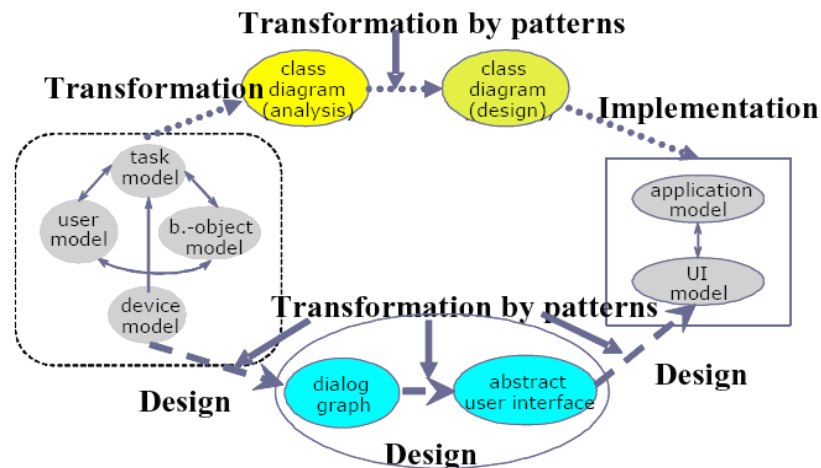 Transformation by patterns
class
diagram
(analysis)
class
diagram
(design)
Transformation
Implementation
task
model
user
model
b.-object
model
device
model
application
model
UI
model
Transformation by patterns
Design
dialog
graph
abstract
user interface
Design
Design